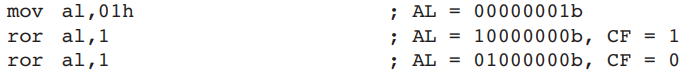 mov al,01h ; AL = 00000001b
ror al,1 ; AL = 10000000b, CF = 1
ror al,1 ; AL = 01000000b, CF = 0